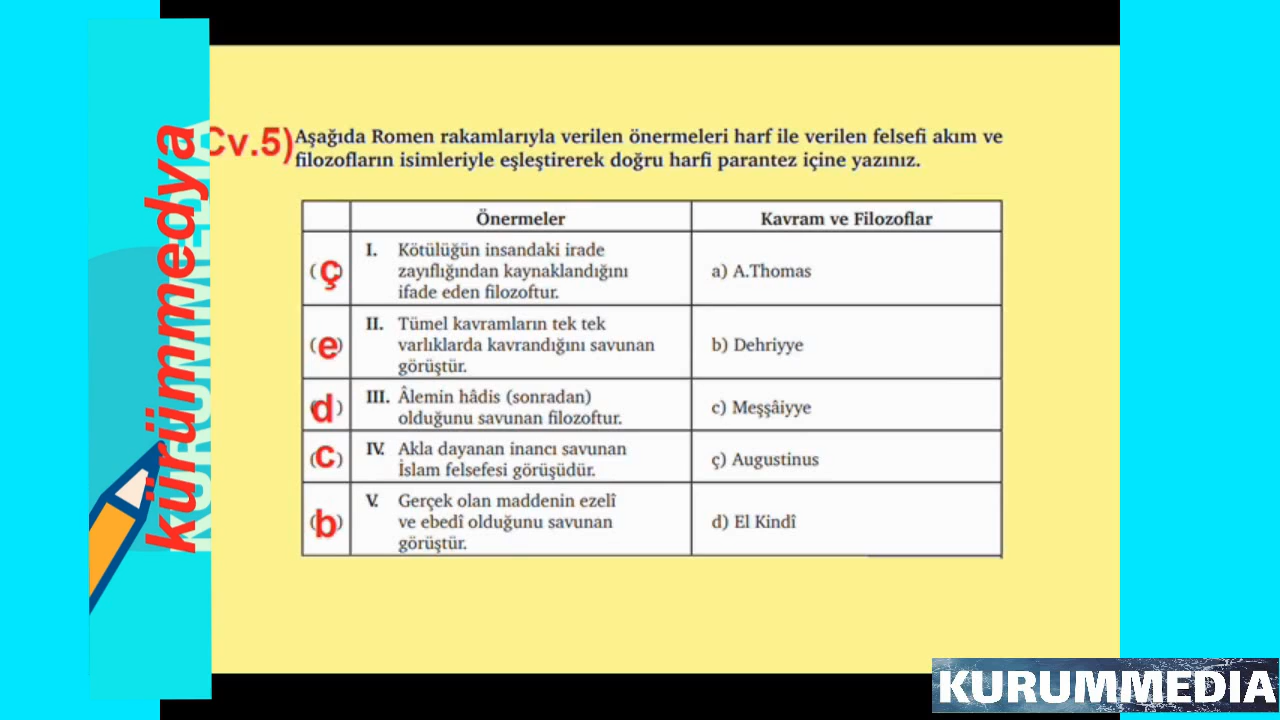 kürümmedya
KURUMMEDIA
Cv.5) Aşağıda Romen rakamlarıyla verilen önermeleri harf ile verilen felsefi akım ve
filozofların isimleriyle eşleştirerek doğru harfi parantez içine yazınız.
Önermeler Kavram ve Filozoflar
(ç) I. Kötülüğün insandaki irade
zayıflığından kaynaklandığını
ifade eden filozoftur.
a) A.Thomas
(e) II. Tümel kavramların tek tek
varlıklarda kavrandığını savunan
görüştür.
b) Dehriyye
(d) III. Âlemin hâdis (sonradan)
olduğunu savunan filozoftur.
c) Meşşâiyye
(c) IV. Akla dayanan inancı savunan
İslam felsefesi görüşüdür.
ç) Augustinus
(b) V. Gerçek olan maddenin ezelî
ve ebedî olduğunu savunan
görüştür.
d) El Kindî
KURUMMEDIA